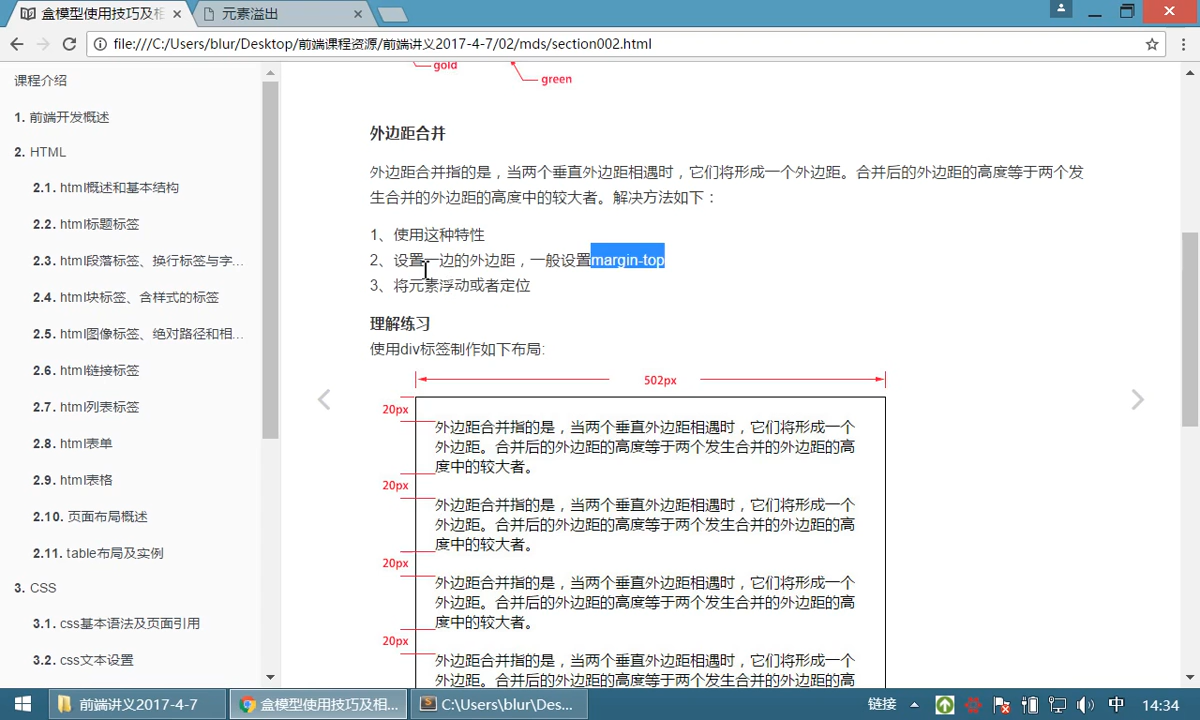 盒模型使用技巧及相
元素溢出
file:///C:/Users/blur/Desktop/前端课程资源/前端讲义2017-4-7/02/mds/section002.html
课程介绍
1. 前端开发概述
2. HTML
2.1. html概述和基本结构
2.2. html标题标签
2.3. html段落标签、换行标签与字...
2.4. html块标签、含样式的标签
2.5. html图像标签、绝对路径和相...
2.6. html链接标签
2.7. html列表标签
2.8. html表单
2.9. html表格
2.10. 页面布局概述
2.11. table布局及实例
3. CSS
3.1. css基本语法及页面引用
3.2. css文本设置
gold
green
外边距合并
外边距合并指的是，当两个垂直外边距相遇时，它们将形成一个外边距。合并后的外边距的高度等于两个发
生合并的外边距的高度中的较大者。解决方法如下：
1、使用这种特性
2、设置一边的外边距，一般设置margin-top
3、将元素浮动或者定位
理解练习
使用div标签制作如下布局:
502px
20px
外边距合并指的是，当两个垂直外边距相遇时，它们将形成一个
外边距。合并后的外边距的高度等于两个发生合并的外边距的高
度中的较大者。
20px
外边距合并指的是，当两个垂直外边距相遇时，它们将形成一个
外边距。合并后的外边距的高度等于两个发生合并的外边距的高
度中的较大者。
20px
外边距合并指的是，当两个垂直外边距相遇时，它们将形成一个
外边距。合并后的外边距的高度等于两个发生合并的外边距的高
度中的较大者。
20px
外边距合并指的是，当两个垂直外边距相遇时，它们将形成一个
外边距。合并后的外边距的高度等于两个发生合并的外边距的高
前端讲义2017-4-7
盒模型使用技巧及相...
C:\Users\blur\Des...
链接
中
14:34